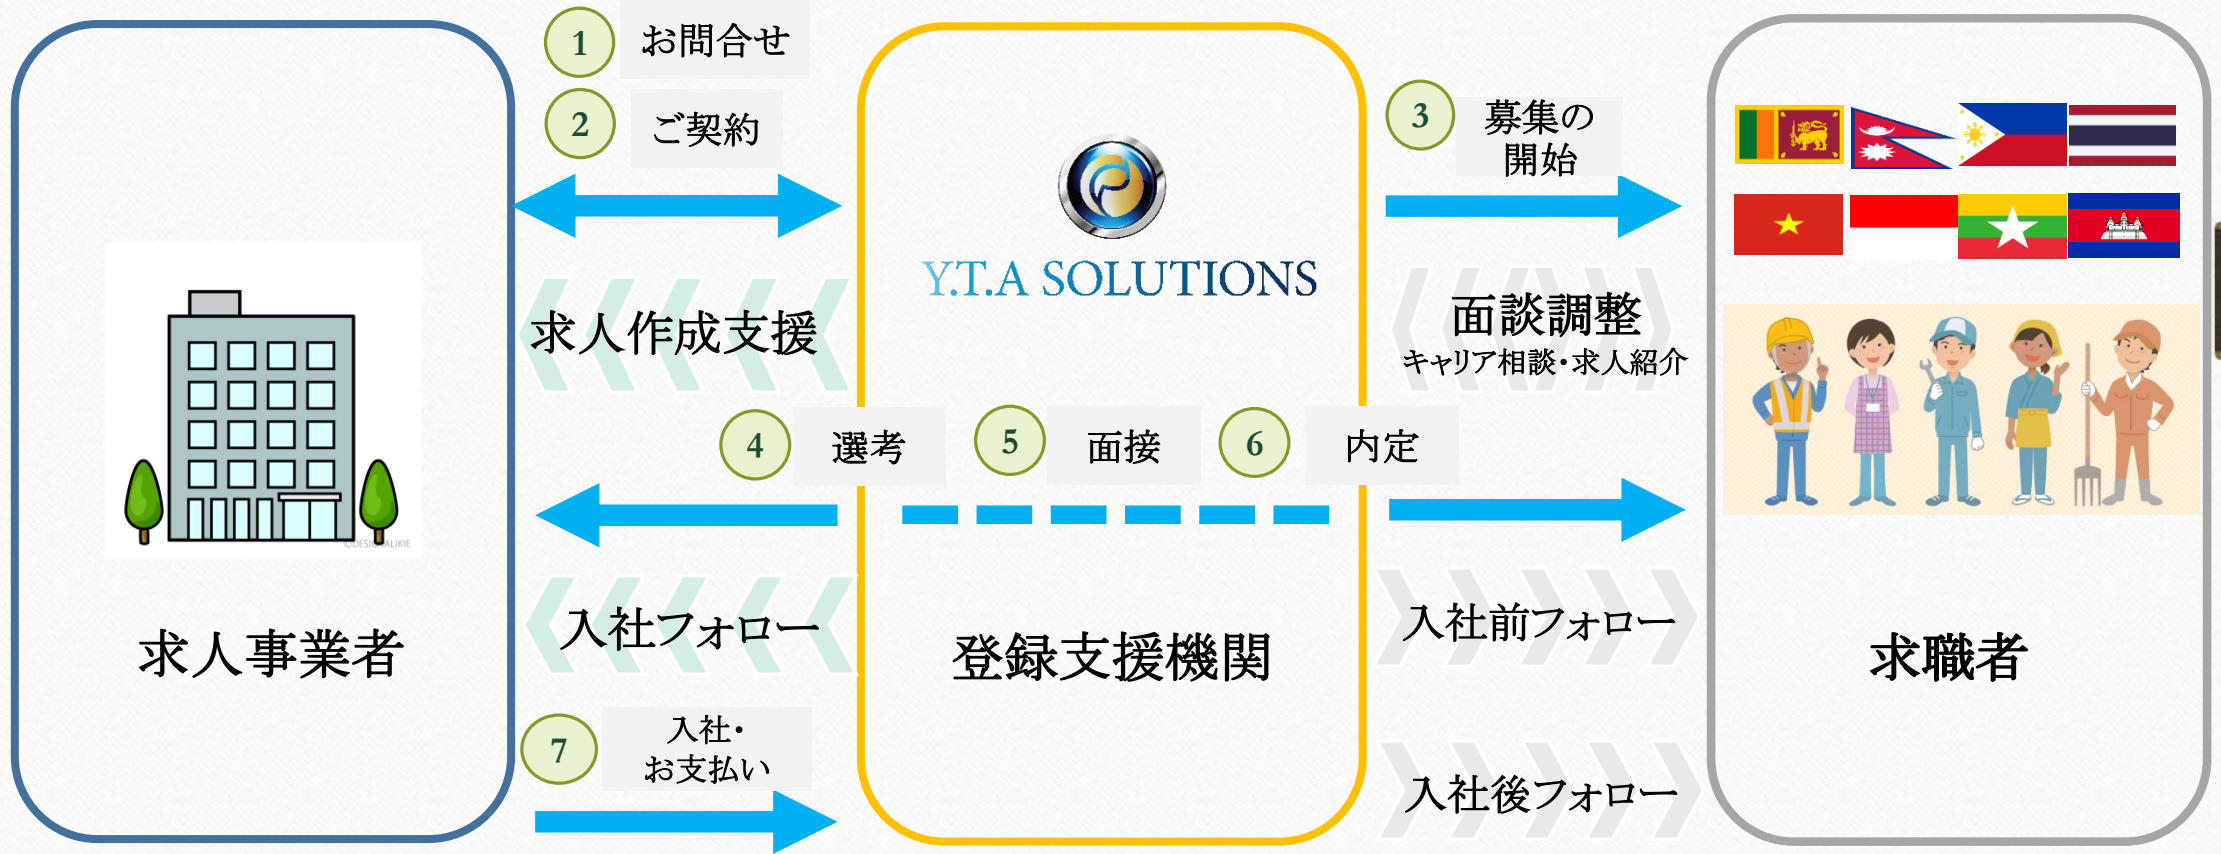 1 お問合せ
2 ご契約
3 募集の
開始
Y.T.A SOLUTIONS
求人作成支援
面談調整
キャリア相談・求人紹介
4 選考
5 面接
6 内定
入社フォロー
入社前フォロー
求人事業者
登録支援機関
求職者
7 入社・
お支払い
入社後フォロー